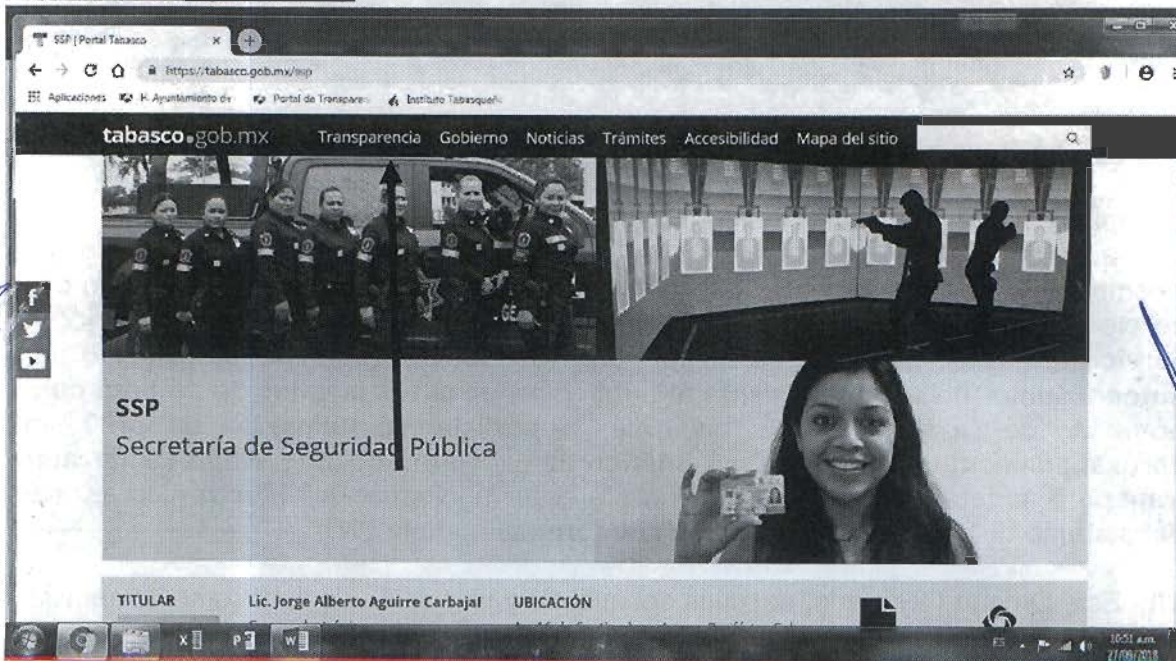 SSP | Portal Tabasco
https://tabasco.gob.mx/ssp
Aplicaciones H. Ayuntamiento de Portal de Transparen Instituto Tabasqueñ
tabasco.gob.mx Transparencia Gobierno Noticias Trámites Accesibilidad Mapa del sitio
SSP
Secretaría de Seguridad Pública
TITULAR Lic. Jorge Alberto Aguirre Carbajal UBICACIÓN
ES 10:51 a.m.
27/09/2018